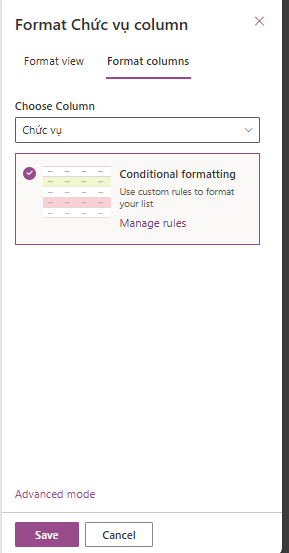 Format Chức vụ column
Format view
Format columns
Choose Column
Chức vụ
Conditional formatting
Use custom rules to format
your list
Manage rules
Advanced mode
Save
Cancel